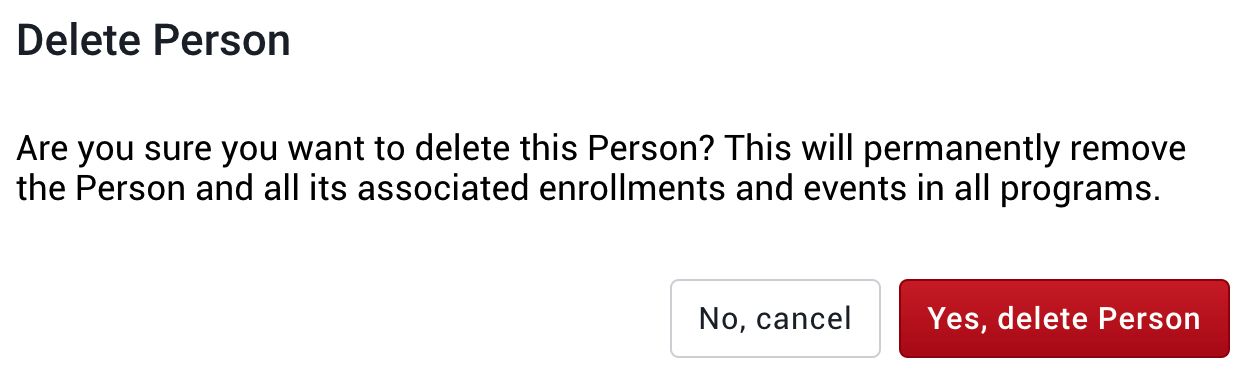 Delete Person
Are you sure you want to delete this Person? This will permanently remove
the Person and all its associated enrollments and events in all programs.
No, cancel
Yes, delete Person